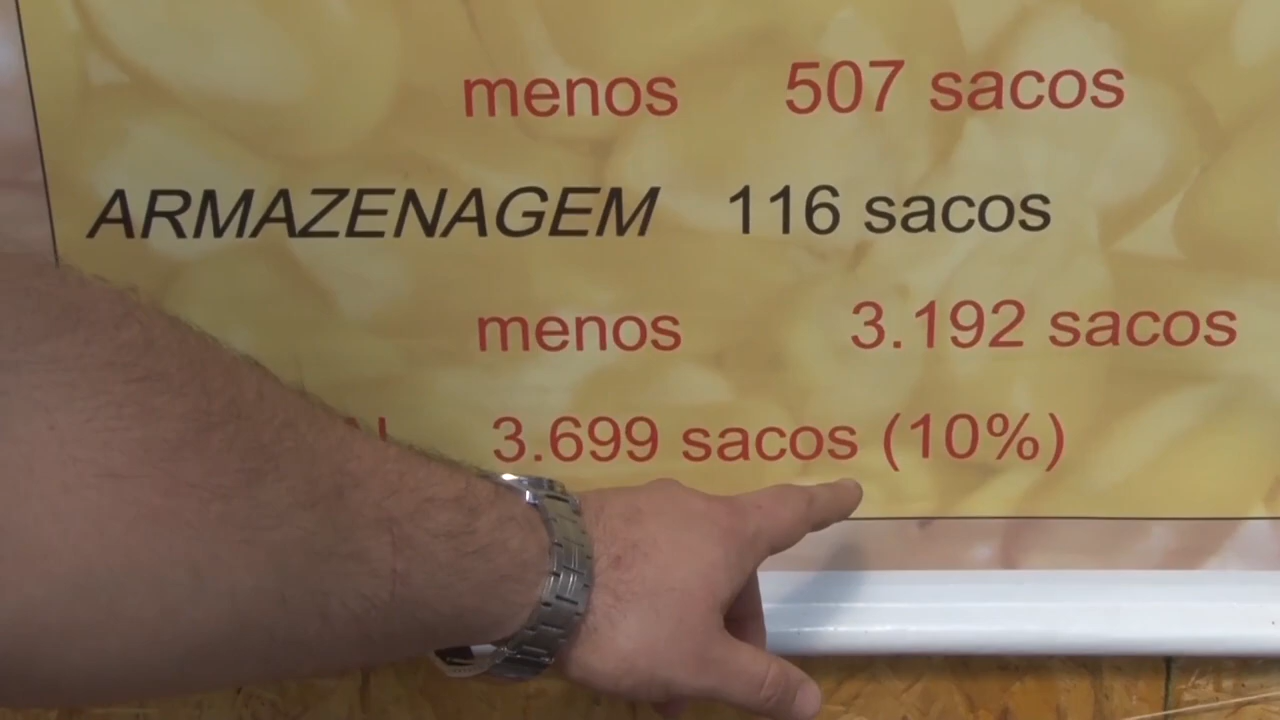 menos 507 sacos
ARMAZENAGEM 116 sacos
menos 3.192 sacos
3.699 sacos (10%)